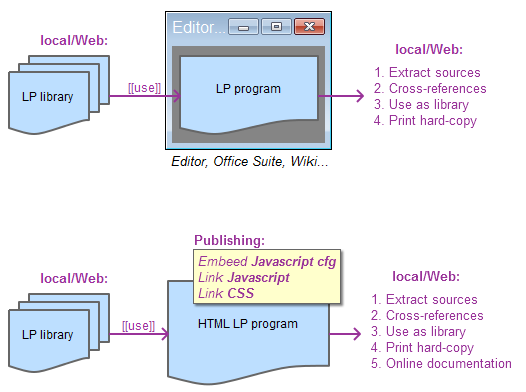 local/Web:
LP library
[[use]]
Editor...
LP program
Editor, Office Suite, Wiki...
local/Web:
1. Extract sources
2. Cross-references
3. Use as library
4. Print hard-copy
Publishing:
Embeed Javascript cfg
Link Javascript
Link CSS
local/Web:
LP library
[[use]]
HTML LP program
local/Web:
1. Extract sources
2. Cross-references
3. Use as library
4. Print hard-copy
5. Online documentation